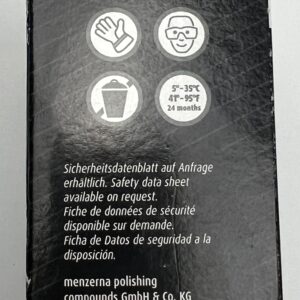 5°-35°C
41°-95°F
24 months
Sicherheitsdatenblatt auf Anfrage
erhältlich. Safety data sheet
available on request.
Fiche de données de sécurité
disponible sur demande.
Ficha de Datos de seguridad a la
disposición.
menzerna polishing
compounds GmbH & Co. KG